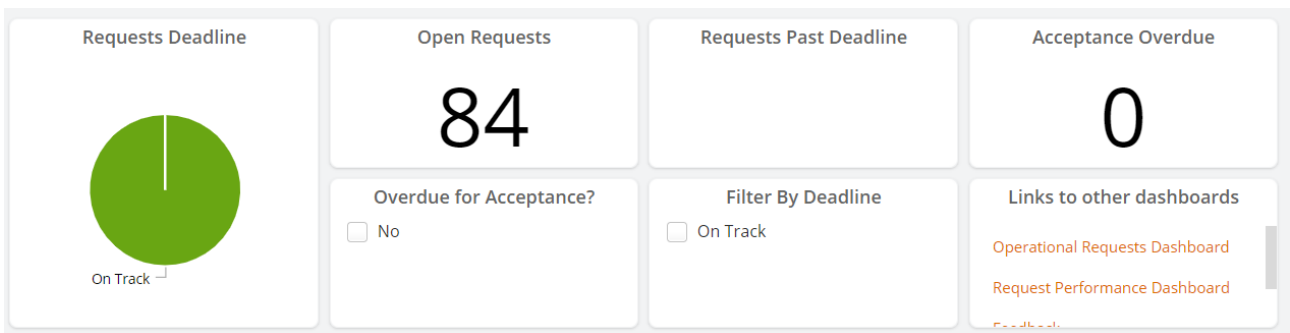 Requests Deadline
On Track
Open Requests
84
Requests Past Deadline
Acceptance Overdue
0
Overdue for Acceptance?
No
Filter By Deadline
On Track
Links to other dashboards
Operational Requests Dashboard
Request Performance Dashboard
Feedback